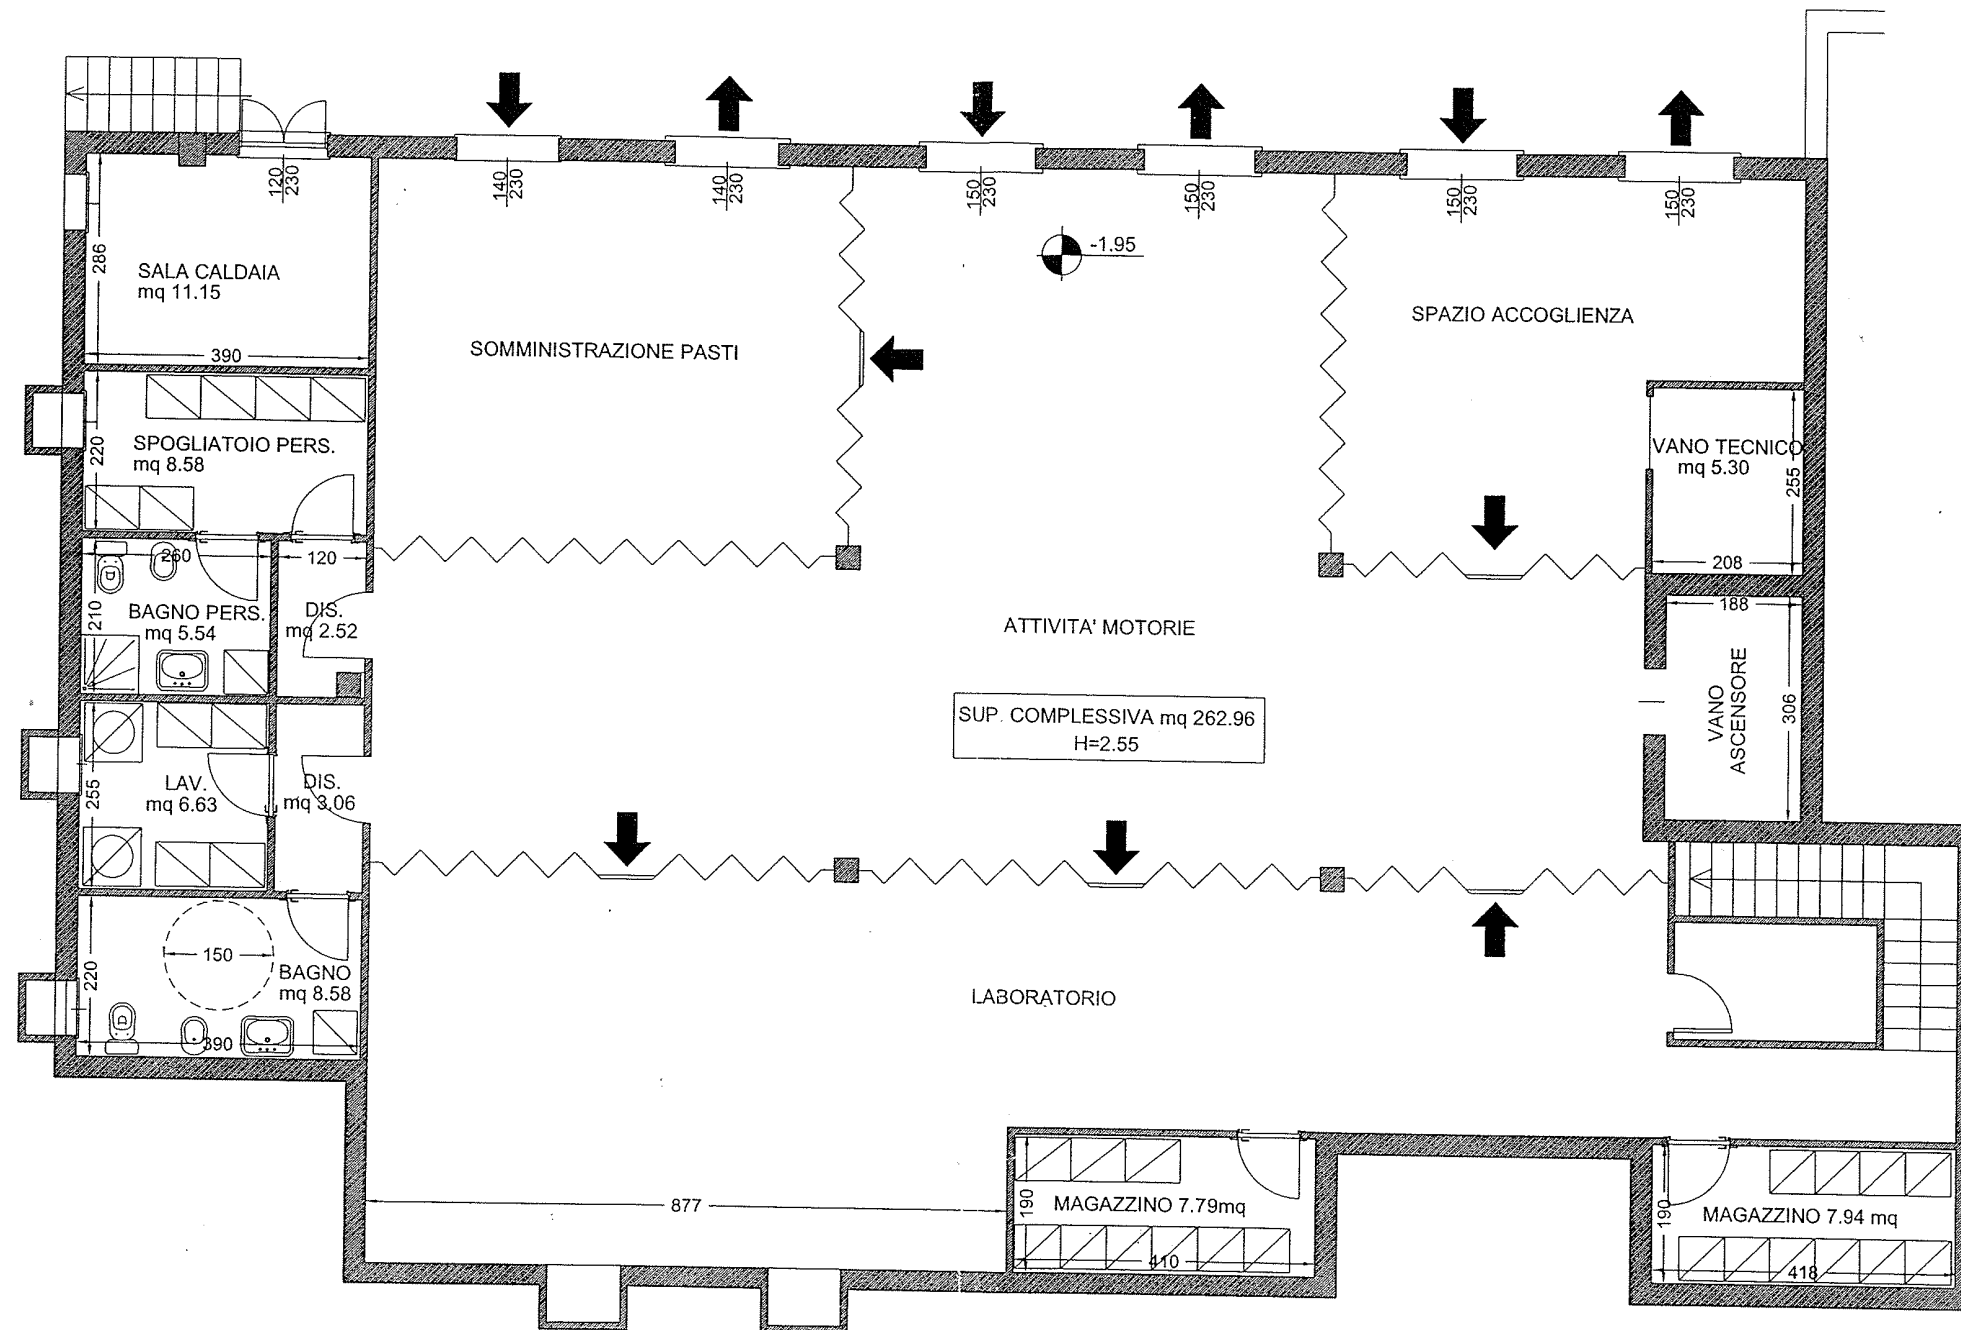 120
230
140
230
140
230
150
230
150
230
150
230
150
230
-1.95
286
SALA CALDAIA
mq 11.15
390
SOMMINISTRAZIONE PASTI
SPAZIO ACCOGLIENZA
220
SPOGLIATOIO PERS.
mq 8.58
VANO TECNICO
mq 5.30
255
208
260
120
210
BAGNO PERS.
mq 5.54
DIS.
mq 2.52
188
ATTIVITA' MOTORIE
VANO
ASCENSORE
306
SUP. COMPLESSIVA mq 262.96
H=2.55
255
LAV.
mq 6.63
DIS.
mq 3.06
220
150
BAGNO
mq 8.58
390
LABORATORIO
877
190
MAGAZZINO 7.79mq
410
190
MAGAZZINO 7.94 mq
418